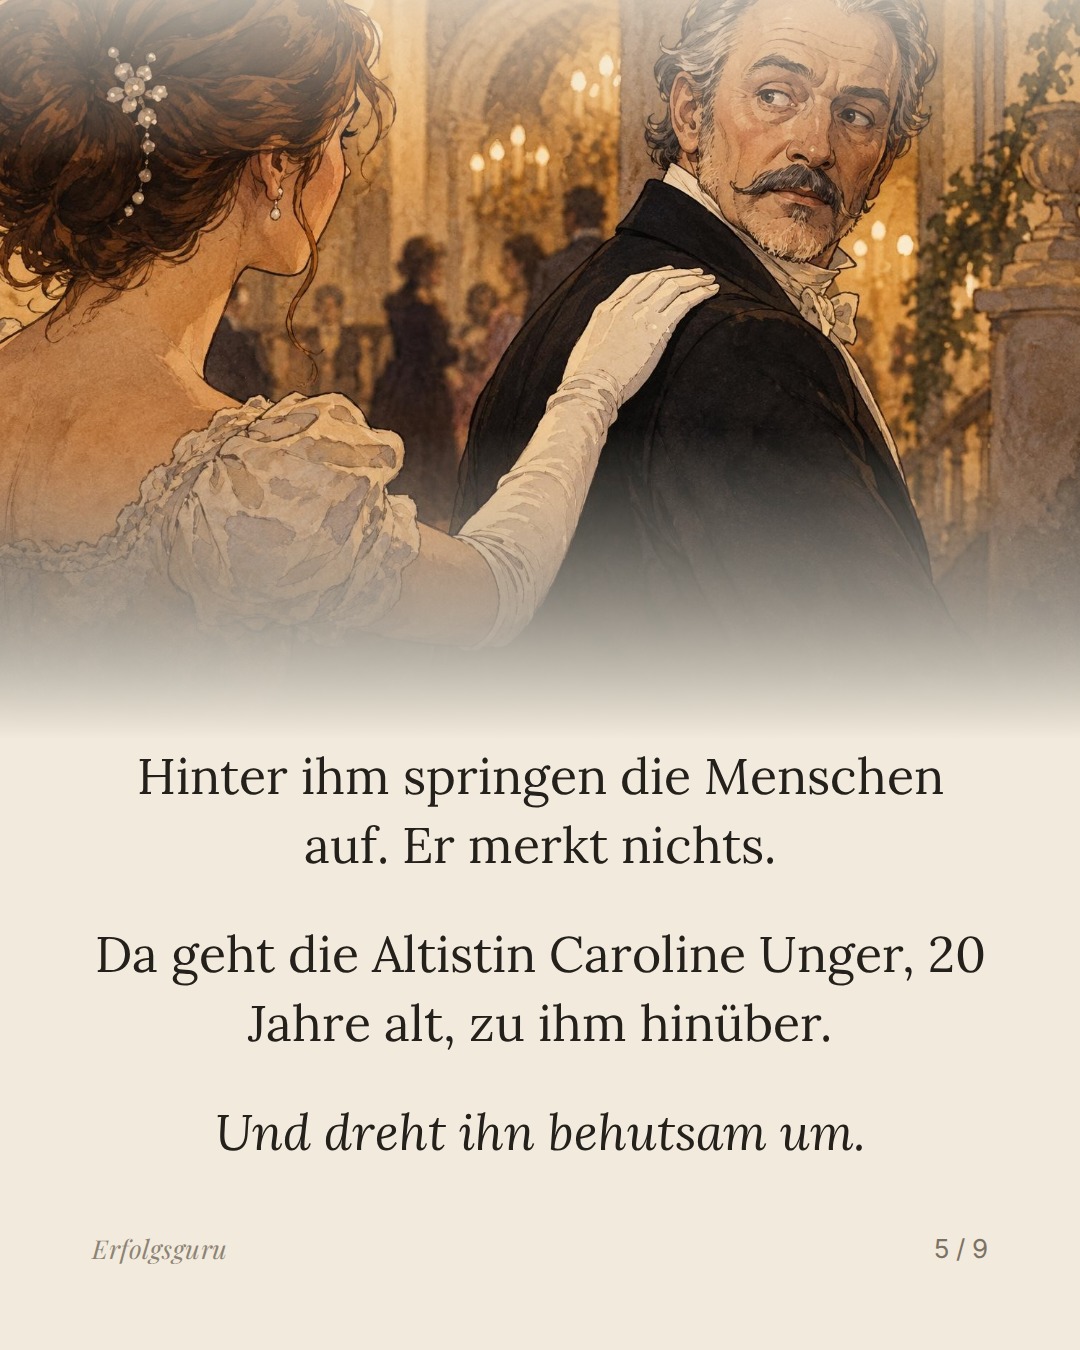 Hinter ihm springen die Menschen
auf. Er merkt nichts.
Da geht die Altistin Caroline Unger, 20
Jahre alt, zu ihm hinüber.
Und dreht ihn behutsam um.
Erfolgsguru
5 / 9